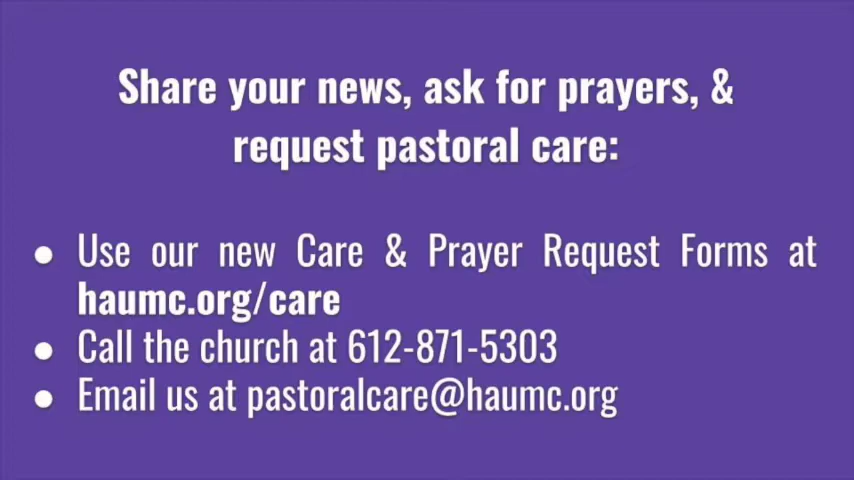 Share your news, ask for prayers, &
request pastoral care:
● Use our new Care & Prayer Request Forms at
haumc.org/care
● Call the church at 612-871-5303
● Email us at pastoralcare@haumc.org